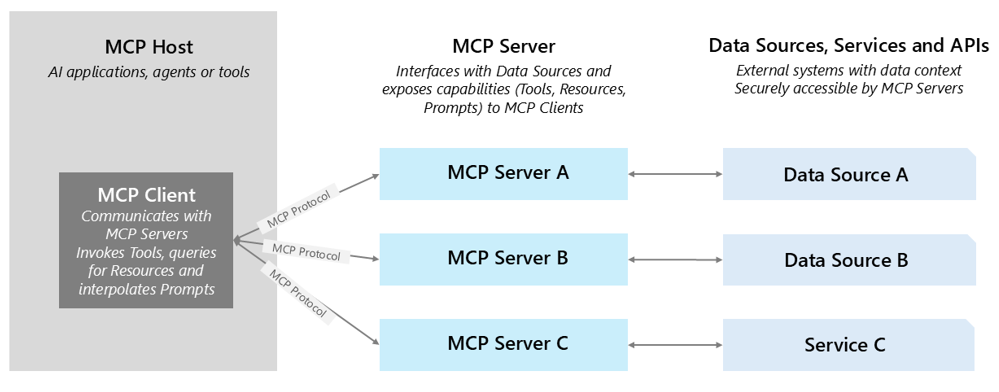 MCP Host
AI applications, agents or tools
MCP Client
Communicates with
MCP Servers
Invokes Tools, queries
for Resources and
interpolates Prompts
MCP Protocol
MCP Protocol
MCP Protocol
MCP Server
Interfaces with Data Sources and
exposes capabilities (Tools, Resources,
Prompts) to MCP Clients
MCP Server A
MCP Server B
MCP Server C
Data Sources, Services and APIs
External systems with data context
Securely accessible by MCP Servers
Data Source A
Data Source B
Service C